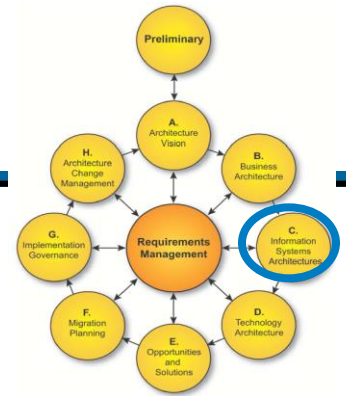 Preliminary
A.
Architecture
Vision
H.
Architecture
Change
Management
B.
Business
Architecture
G.
Implementation
Governance
Requirements
Management
C.
Information
Systems
Architectures
F.
Migration
Planning
D.
Technology
Architecture
E.
Opportunities
and
Solutions